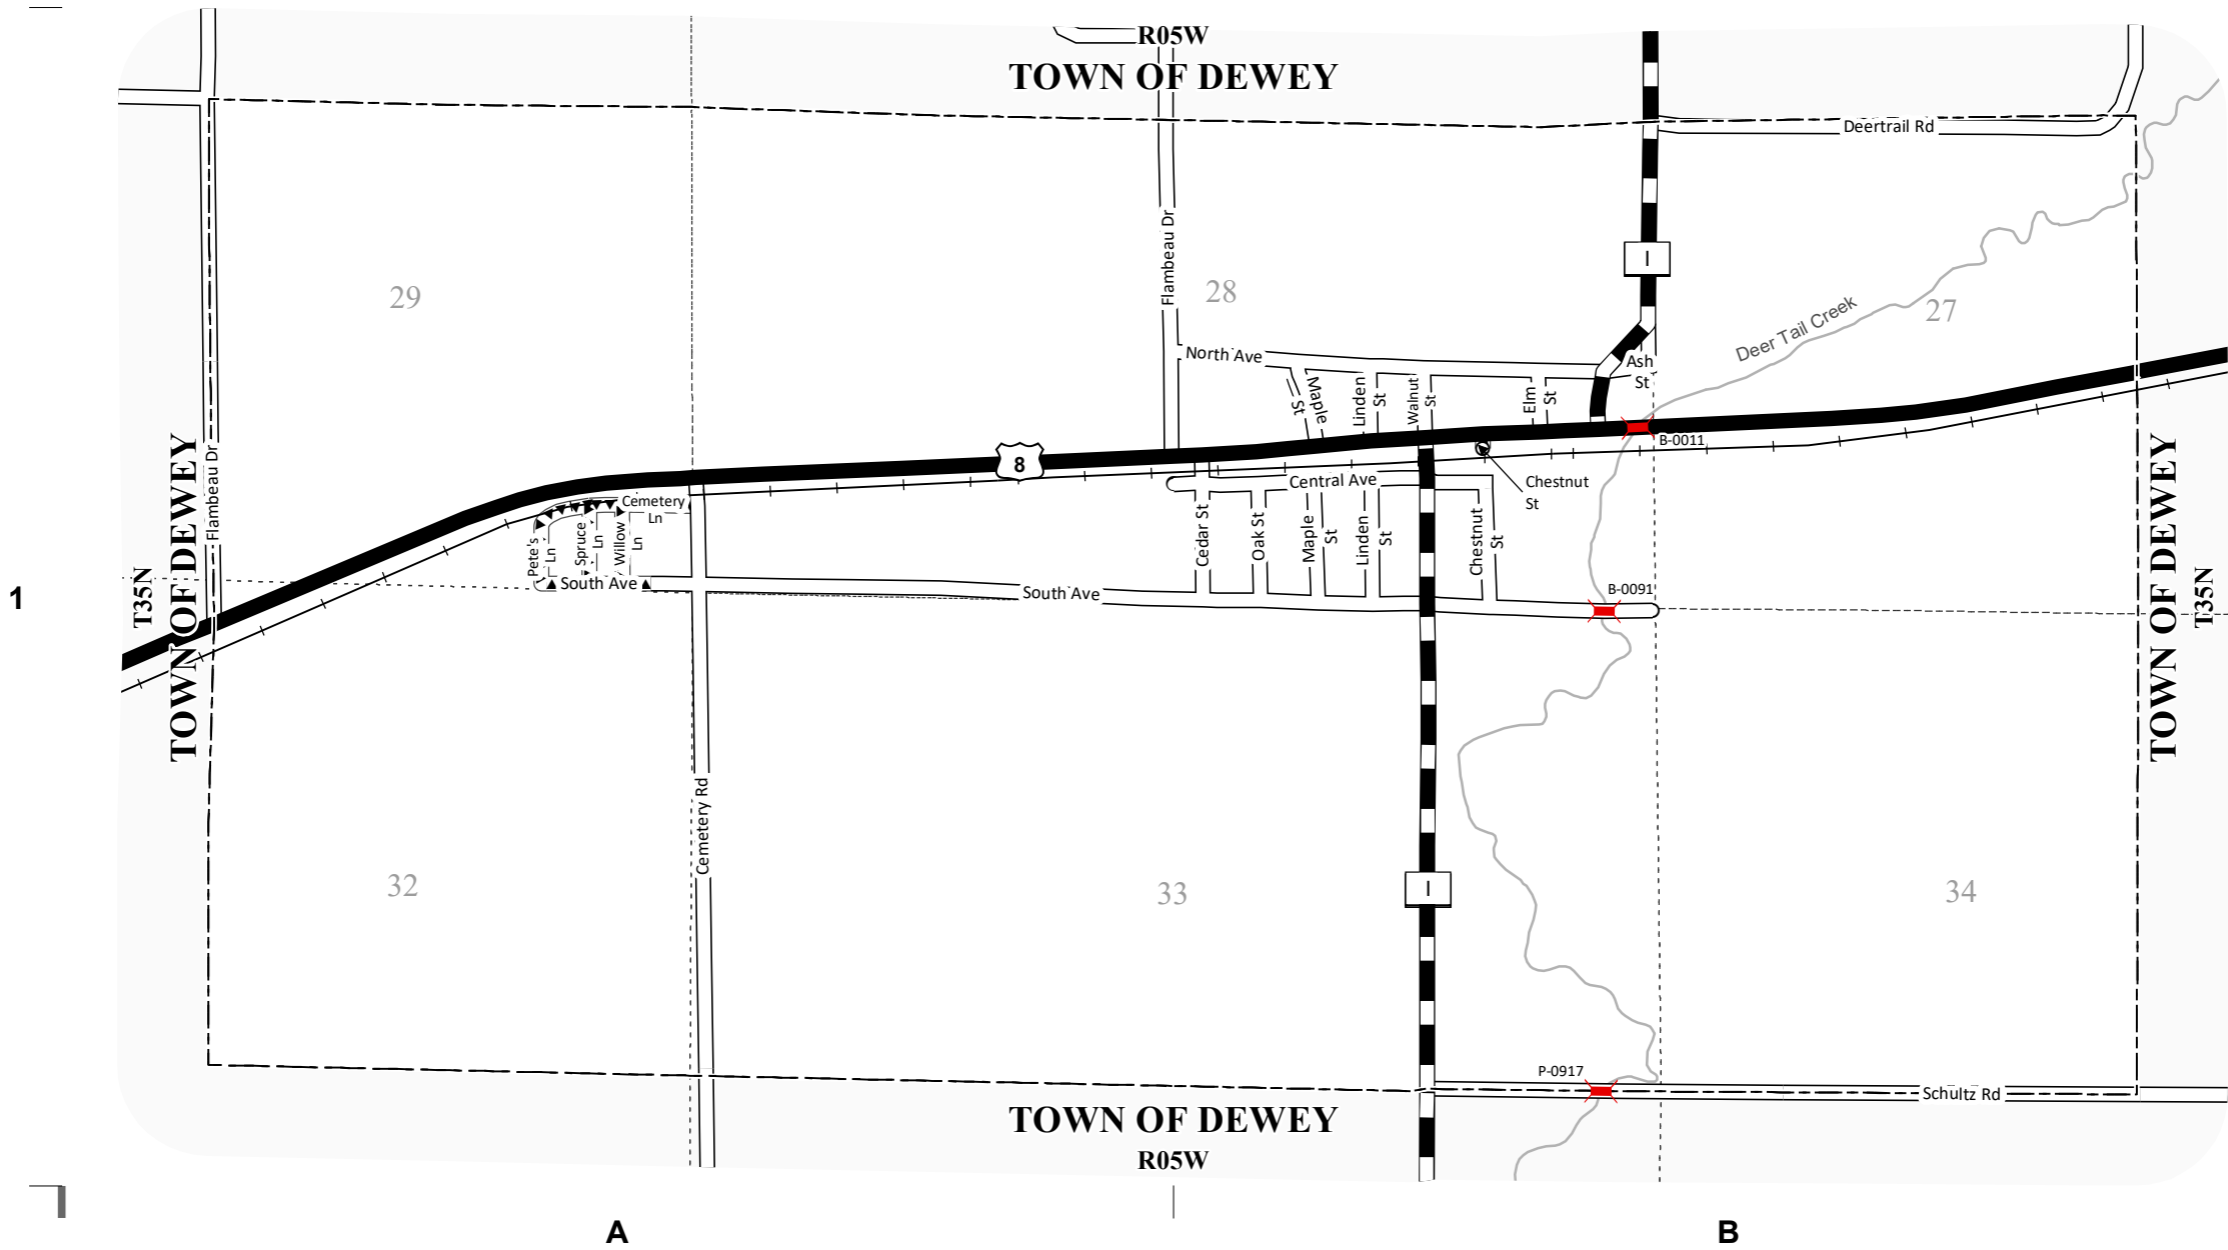 R05W
TOWN OF DEWEY
Deertrail Rd
Flambeau Dr
I
29
28
27
Deer Tail Creek
North Ave
Ash
St
Maple
St
Linden
St
Walnut
St
Elm
St
8
B-0011
Flambeau Dr
TOWN OF DEWEY
T35N
1
Cemetery
Ln
Pete's
Ln
Spruce
Ln
Willow
Ln
South Ave
South Ave
Central Ave
Cedar St
Oak St
Maple
St
Linden
St
Chestnut
St
Chestnut
St
B-0091
TOWN OF DEWEY
T35N
Cemetery Rd
32
33
I
34
P-0917
Schultz Rd
TOWN OF DEWEY
R05W
A
B